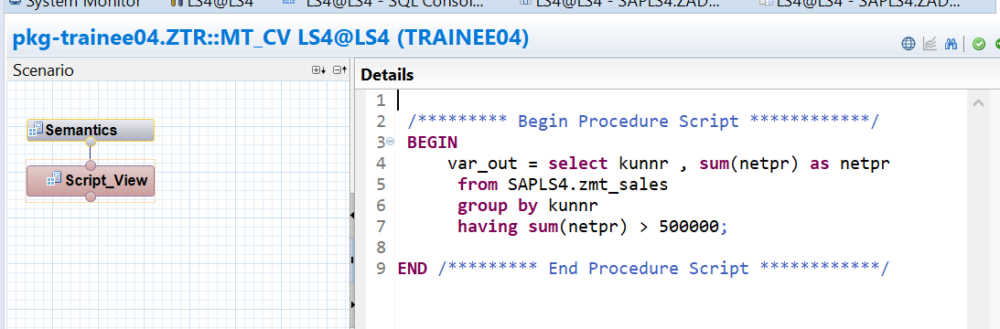 System Monitor LS4@LS4 LS4@LS4 - SQL Consol... LS4@LS4 - SAPLS4.ZAD... LS4@LS4 - SAPLS4.ZAD...
pkg-trainee04.ZTR::MT_CV LS4@LS4 (TRAINEE04)
Scenario
Semantics
Script_View
Details
1
2 /********* Begin Procedure Script ************/
3 BEGIN
4 var_out = select kunnr , sum(netpr) as netpr
5 from SAPLS4.zmt_sales
6 group by kunnr
7 having sum(netpr) > 500000;
8
9 END /********* End Procedure Script ************/